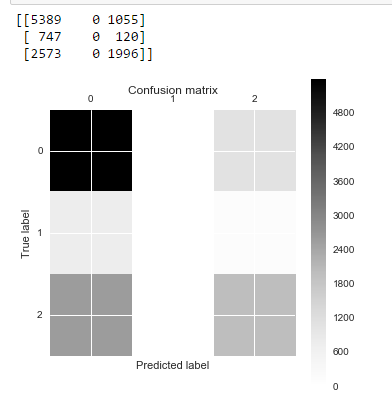 [[5389 0 1055]
[ 747 0 120]
[2573 0 1996]]
Confusion matrix
0 1 2
0
1
2
True label
Predicted label
4800
4200
3600
3000
2400
1800
1200
600
0